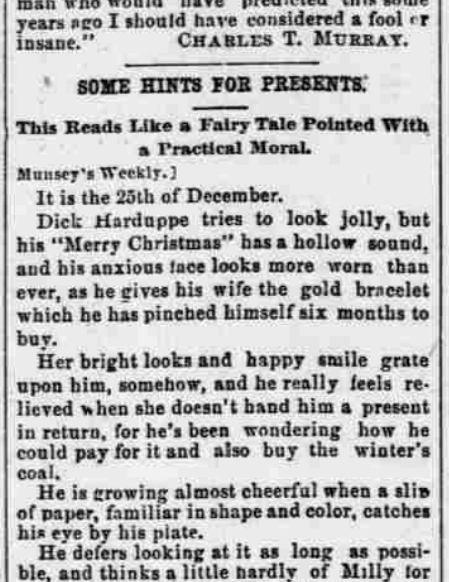 man who would have predicted this some
years ago I should have considered a fool or
insane." CHARLES T. MURRAY.
SOME HINTS FOR PRESENTS.
This Reads Like a Fairy Tale Pointed With
a Practical Moral.
Munsey's Weekly.]
It is the 25th of December.
Dick Harduppe tries to look jolly, but
his "Merry Christmas" has a hollow sound,
and his anxious face looks more worn than
ever, as he gives his wife the gold bracelet
which he has pinched himself six months to
buy.
Her bright looks and happy smile grate
upon him, somehow, and he really feels re-
lieved when she doesn't hand him a present
in return, for he's been wondering how he
could pay for it and also buy the winter's
coal.
He is growing almost cheerful when a slip
of paper, familiar in shape and color, catches
his eye by his plate.
He defers looking at it as long as possi-
ble, and thinks a little hardly of Milly for